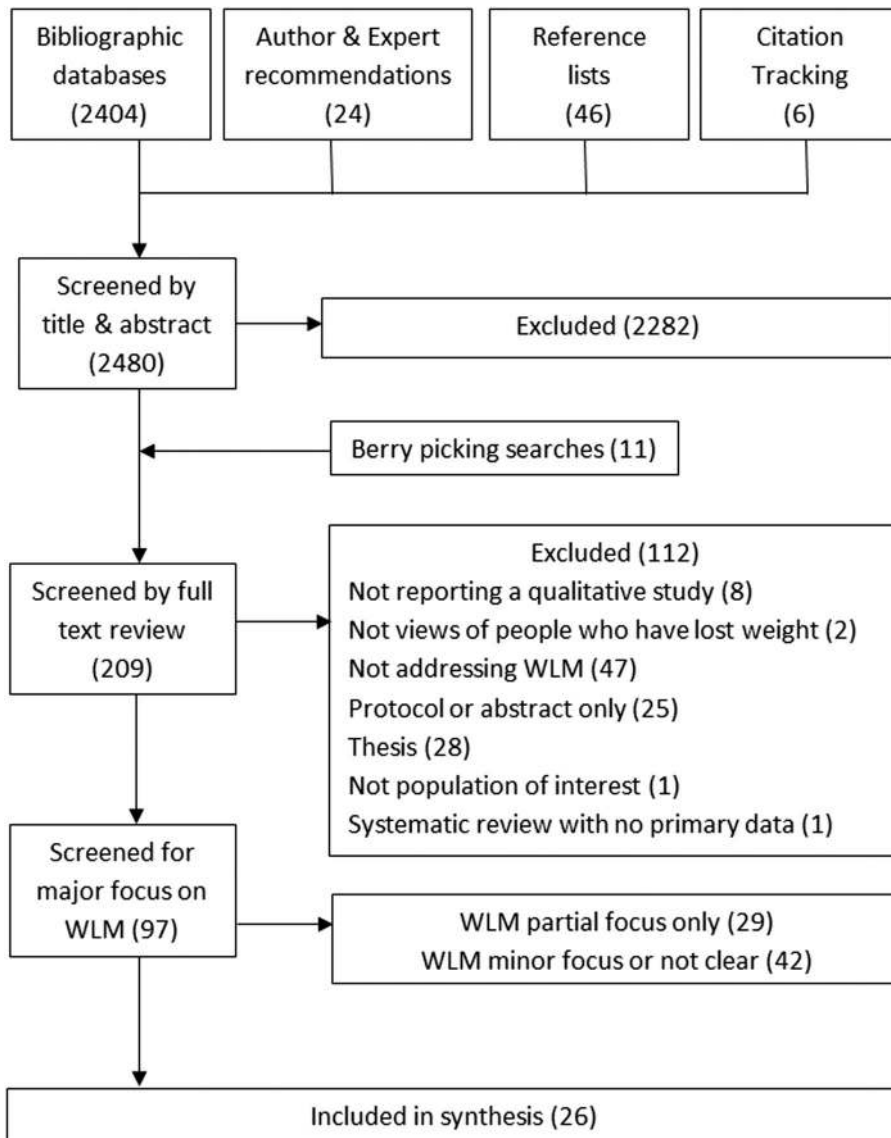 Bibliographic
databases
(2404)
Author & Expert
recommendations
(24)
Reference
lists
(46)
Citation
Tracking
(6)
Screened by
title & abstract
(2480)
Excluded (2282)
Berry picking searches (11)
Screened by full
text review
(209)
Excluded (112)
Not reporting a qualitative study (8)
Not views of people who have lost weight (2)
Not addressing WLM (47)
Protocol or abstract only (25)
Thesis (28)
Not population of interest (1)
Systematic review with no primary data (1)
Screened for
major focus on
WLM (97)
WLM partial focus only (29)
WLM minor focus or not clear (42)
Included in synthesis (26)